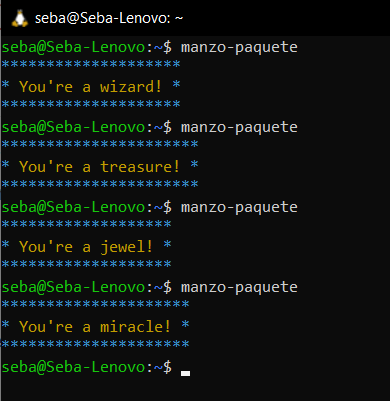 seba@Seba-Lenovo: ~
seba@Seba-Lenovo:~$ manzo-paquete
********************
* You're a wizard! *
********************
seba@Seba-Lenovo:~$ manzo-paquete
**********************
* You're a treasure! *
**********************
seba@Seba-Lenovo:~$ manzo-paquete
*******************
* You're a jewel! *
*******************
seba@Seba-Lenovo:~$ manzo-paquete
*********************
* You're a miracle! *
*********************
seba@Seba-Lenovo:~$